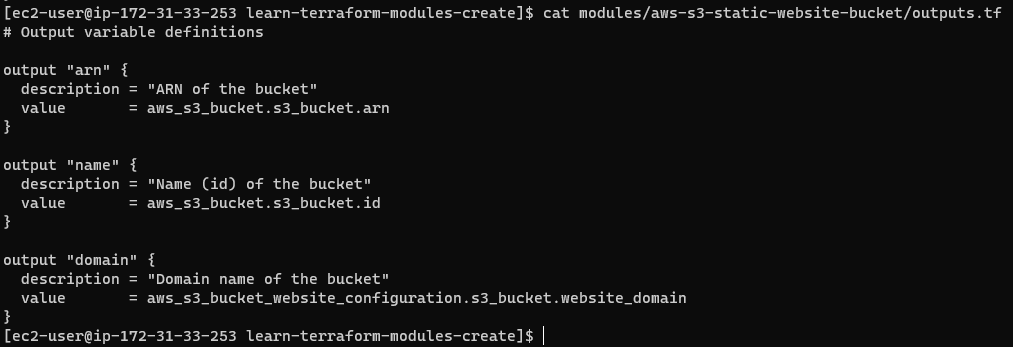 [ec2-user@ip-172-31-33-253 learn-terraform-modules-create]$ cat modules/aws-s3-static-website-bucket/outputs.tf
# Output variable definitions

output "arn" {
  description = "ARN of the bucket"
  value       = aws_s3_bucket.s3_bucket.arn
}

output "name" {
  description = "Name (id) of the bucket"
  value       = aws_s3_bucket.s3_bucket.id
}

output "domain" {
  description = "Domain name of the bucket"
  value       = aws_s3_bucket_website_configuration.s3_bucket.website_domain
}
[ec2-user@ip-172-31-33-253 learn-terraform-modules-create]$